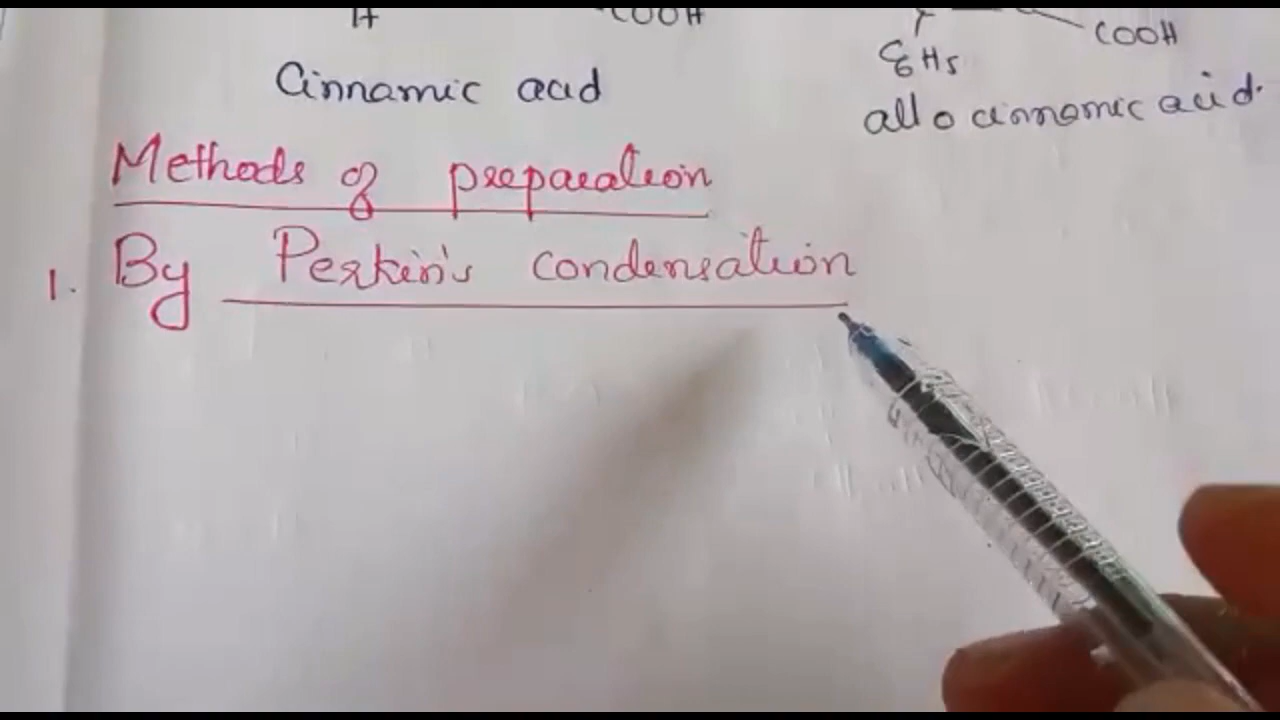 H COOH
COOH
C6H5
Cinnamic acid
allo cinnamic acid.
Methods of preparation
1. By Perkin's condensation